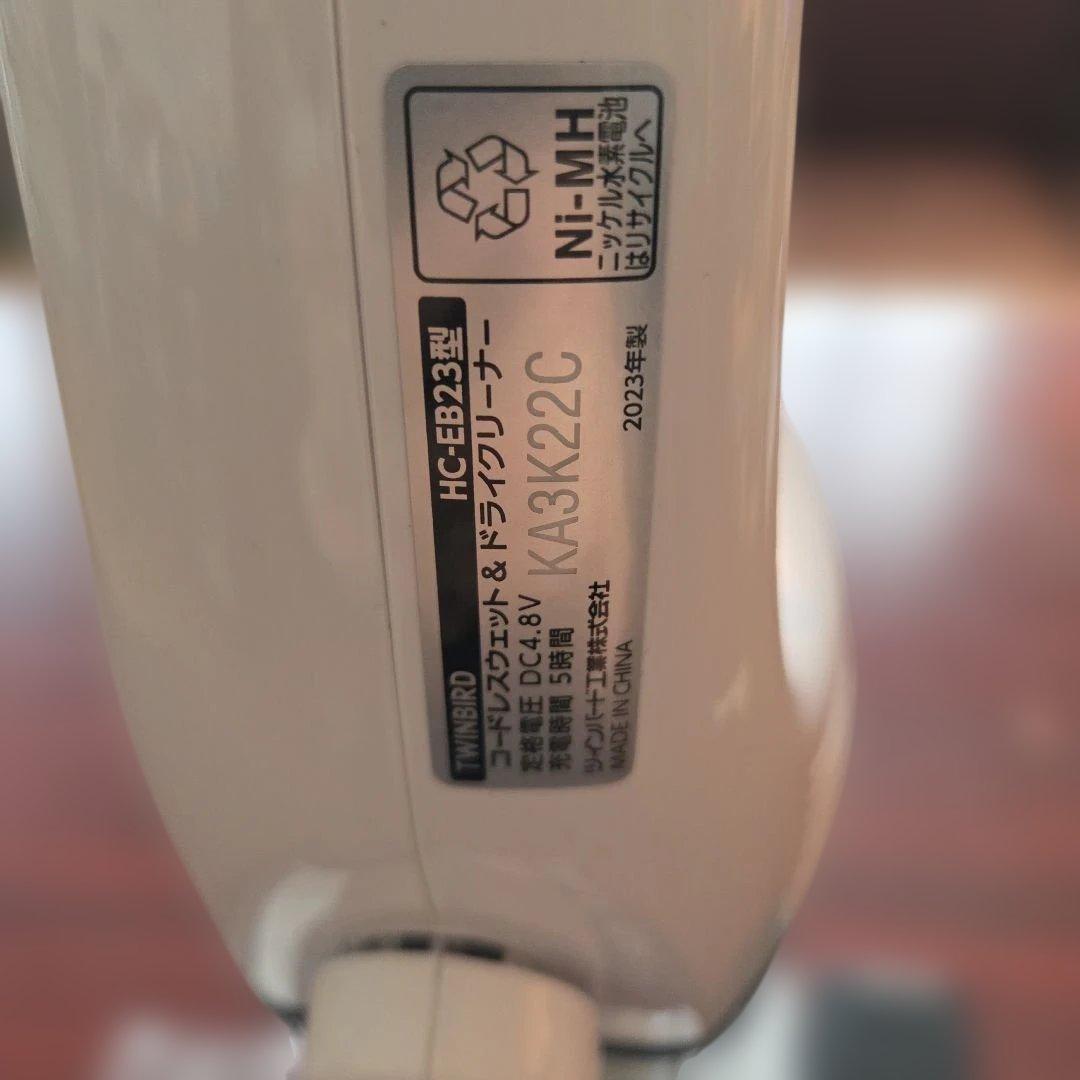 TWINBIRD HC-EB23型
コードレスウェット&ドライクリーナー
定格電圧 DC4.8V
充電時間 5時間
KA3K22C
ツインバード工業株式会社
MADE IN CHINA
2023年製
Ni-MH
ニッケル水素電池
はリサイクルへ